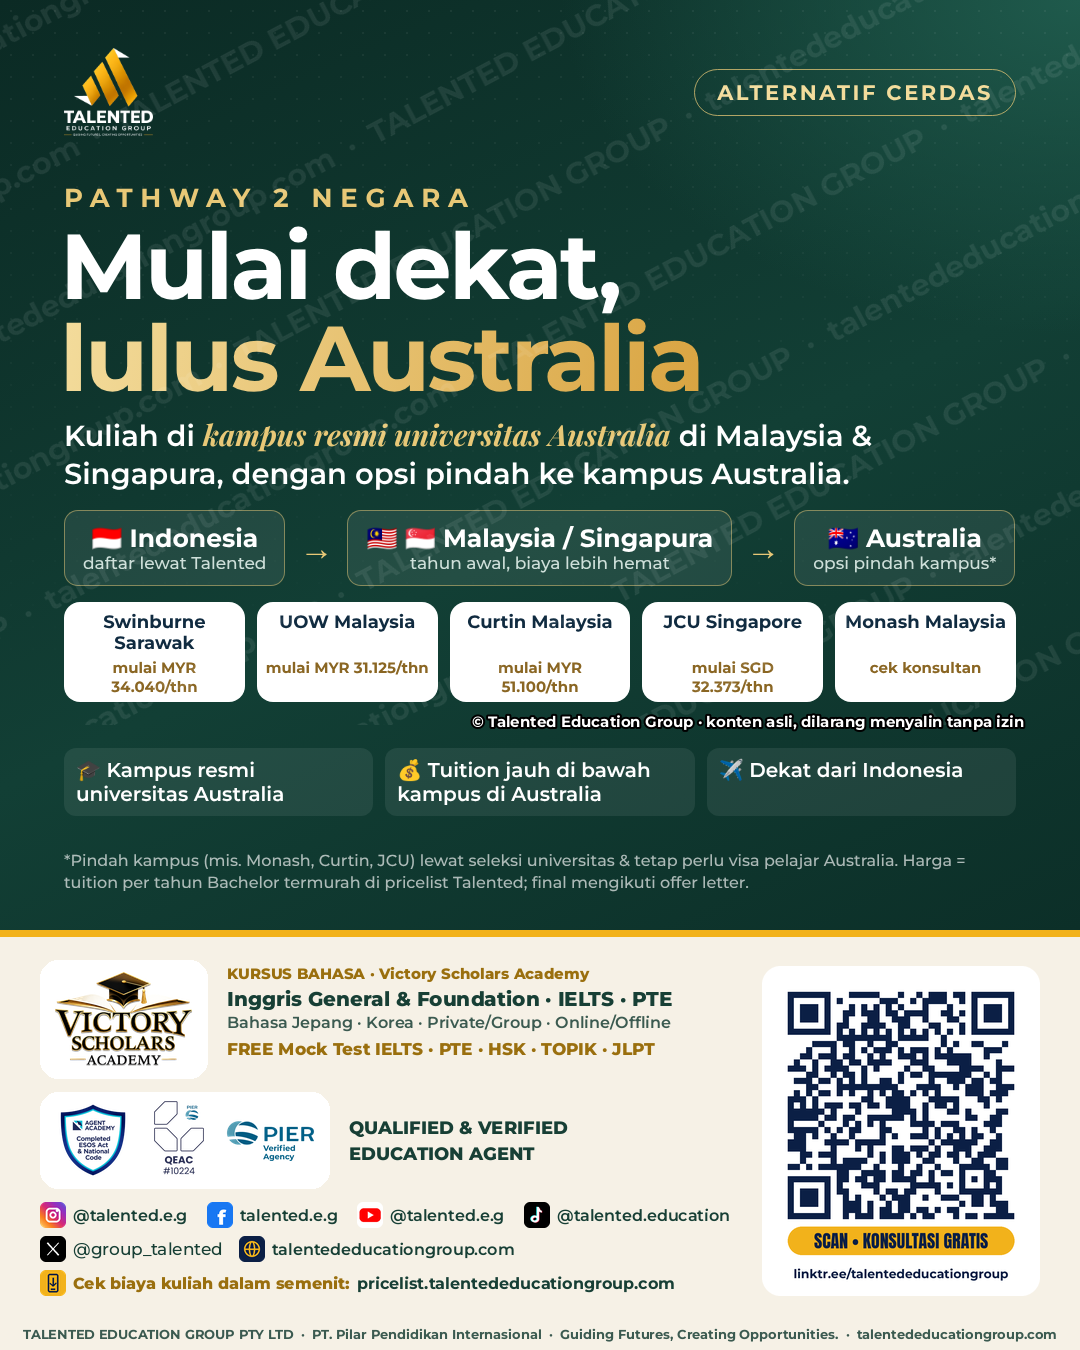 TALENTED
EDUCATION GROUP
ALTERNATIF CERDAS
PATHWAY 2 NEGARA
Mulai dekat,
lulus Australia
Kuliah di kampus resmi universitas Australia di Malaysia &
Singapura, dengan opsi pindah ke kampus Australia.
🇮🇩 Indonesia
daftar lewat Talented
→
🇲🇾 🇸🇬 Malaysia / Singapura
tahun awal, biaya lebih hemat
→
🇦🇺 Australia
opsi pindah kampus*
Swinburne
Sarawak
mulai MYR
34.040/thn
UOW Malaysia
mulai MYR 31.125/thn
Curtin Malaysia
mulai MYR
51.100/thn
JCU Singapore
mulai SGD
32.373/thn
Monash Malaysia
cek konsultan
© Talented Education Group · konten asli, dilarang menyalin tanpa izin
🎓 Kampus resmi
universitas Australia
💰 Tuition jauh di bawah
kampus di Australia
✈️ Dekat dari Indonesia
*Pindah kampus (mis. Monash, Curtin, JCU) lewat seleksi universitas & tetap perlu visa pelajar Australia. Harga =
tuition per tahun Bachelor termurah di pricelist Talented; final mengikuti offer letter.
VICTORY
SCHOLARS
ACADEMY
KURSUS BAHASA · Victory Scholars Academy
Inggris General & Foundation · IELTS · PTE
Bahasa Jepang · Korea · Private/Group · Online/Offline
FREE Mock Test IELTS · PTE · HSK · TOPIK · JLPT
AGENT
ACADEMY
Completed
ESOS Act
& National
Code
PIER
QEAC
#10224
PIER
Verified
Agency
QUALIFIED & VERIFIED
EDUCATION AGENT
@talented.e.g
talented.e.g
@talented.e.g
@talented.education
@group_talented
talentededucationgroup.com
Cek biaya kuliah dalam semenit: pricelist.talentededucationgroup.com
SCAN • KONSULTASI GRATIS
linktr.ee/talentededucationgroup
TALENTED EDUCATION GROUP PTY LTD · PT. Pilar Pendidikan Internasional · Guiding Futures, Creating Opportunities. · talentededucationgroup.com